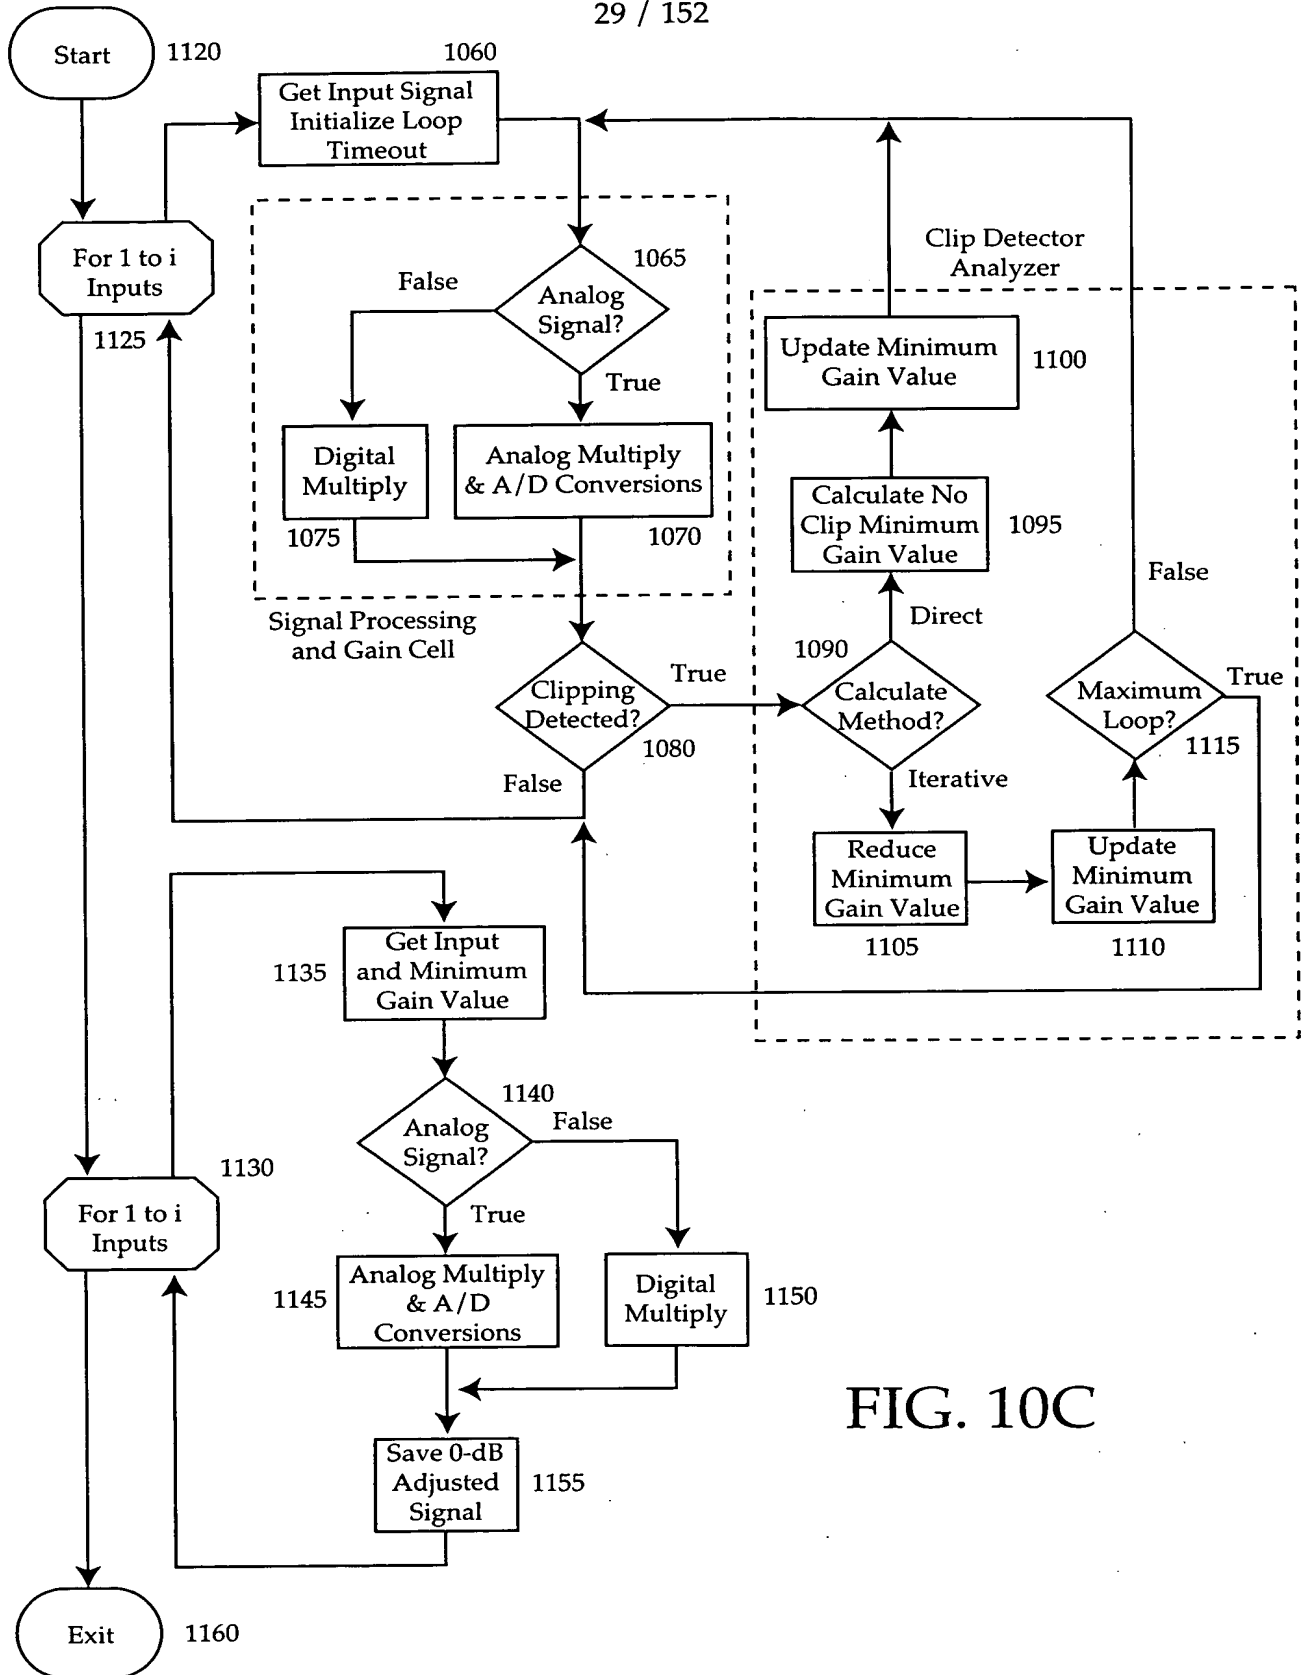 29 / 152
Start
1120
1060
Get Input Signal
Initialize Loop
Timeout
For 1 to i
Inputs
1125
False
1065
Analog
Signal?
True
Digital
Multiply
1075
Analog Multiply
& A/D Conversions
1070
Signal Processing
and Gain Cell
Clipping
Detected?
1080
True
False
Clip Detector
Analyzer
Update Minimum
Gain Value
1100
Calculate No
Clip Minimum
Gain Value
1095
Direct
1090
Calculate
Method?
Iterative
False
Maximum
Loop?
True
1115
Reduce
Minimum
Gain Value
1105
Update
Minimum
Gain Value
1110
1135
Get Input
and Minimum
Gain Value
1140
Analog
Signal?
False
True
1130
For 1 to i
Inputs
1145
Analog Multiply
& A/D
Conversions
Digital
Multiply
1150
Save 0-dB
Adjusted
Signal
1155
FIG. 10C
Exit
1160